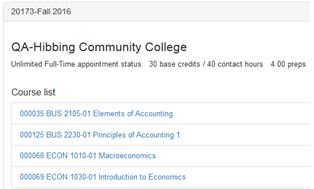 20173-Fall 2016
QA-Hibbing Community College
Unlimited Full-Time appointment status 30 base credits / 40 contact hours 4.00 preps
Course list
000035 BUS 2105-01 Elements of Accounting
000125 BUS 2230-01 Principles of Accounting 1
000068 ECON 1010-01 Macroeconomics
000069 ECON 1030-01 Introduction to Economics